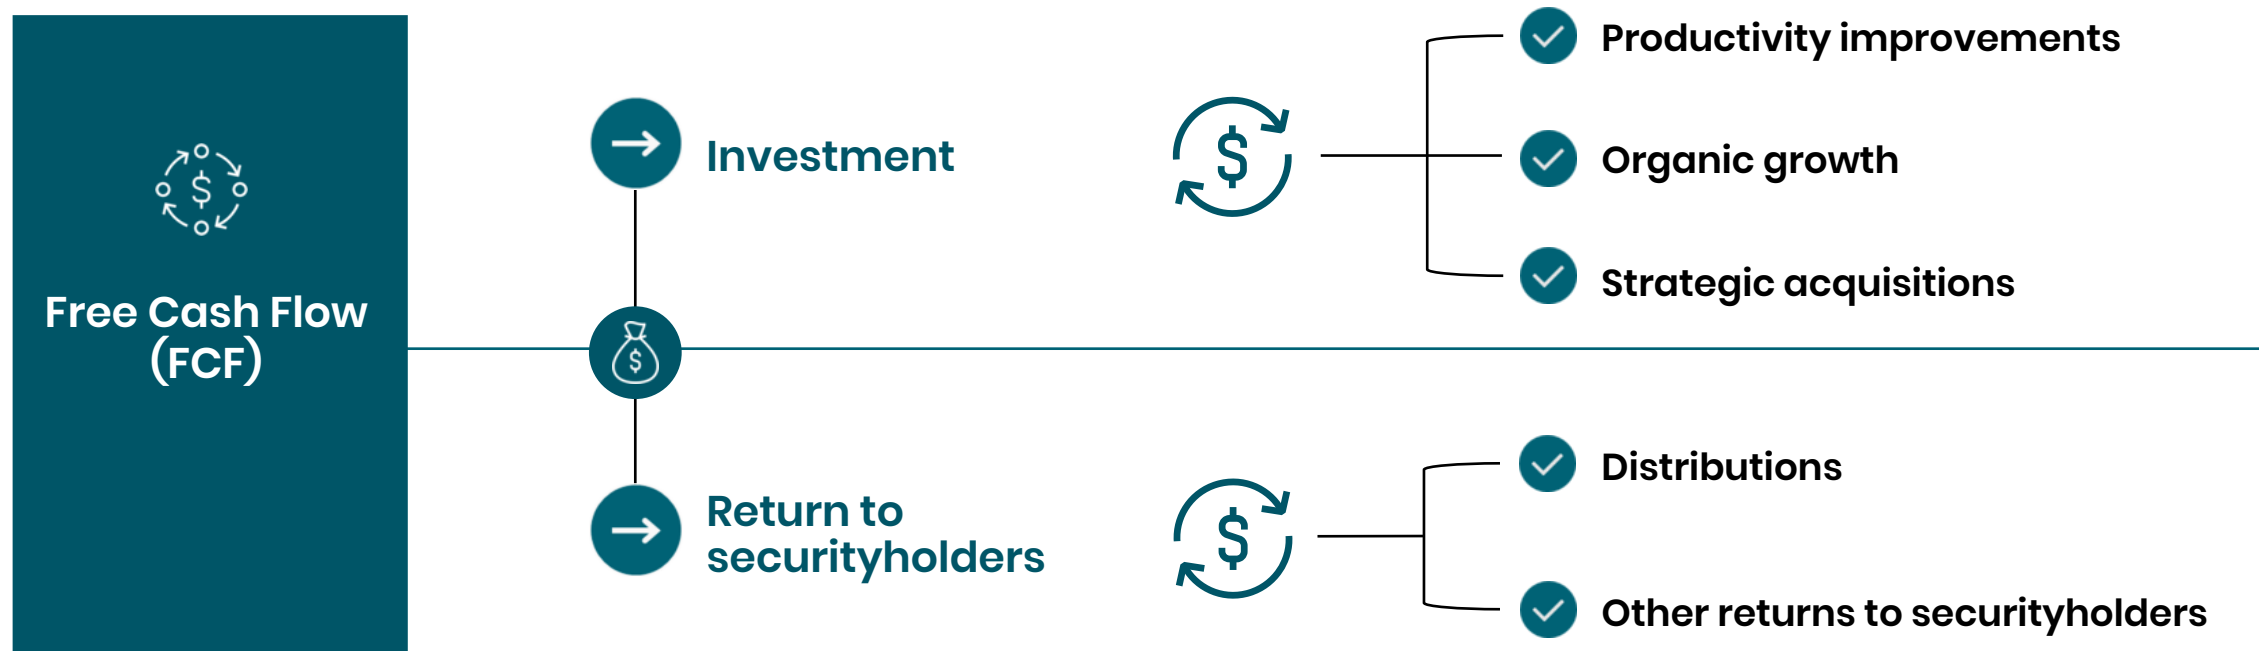 Free Cash Flow
(FCF)
Investment
Productivity improvements
Organic growth
Strategic acquisitions
Return to
securityholders
Distributions
Other returns to securityholders